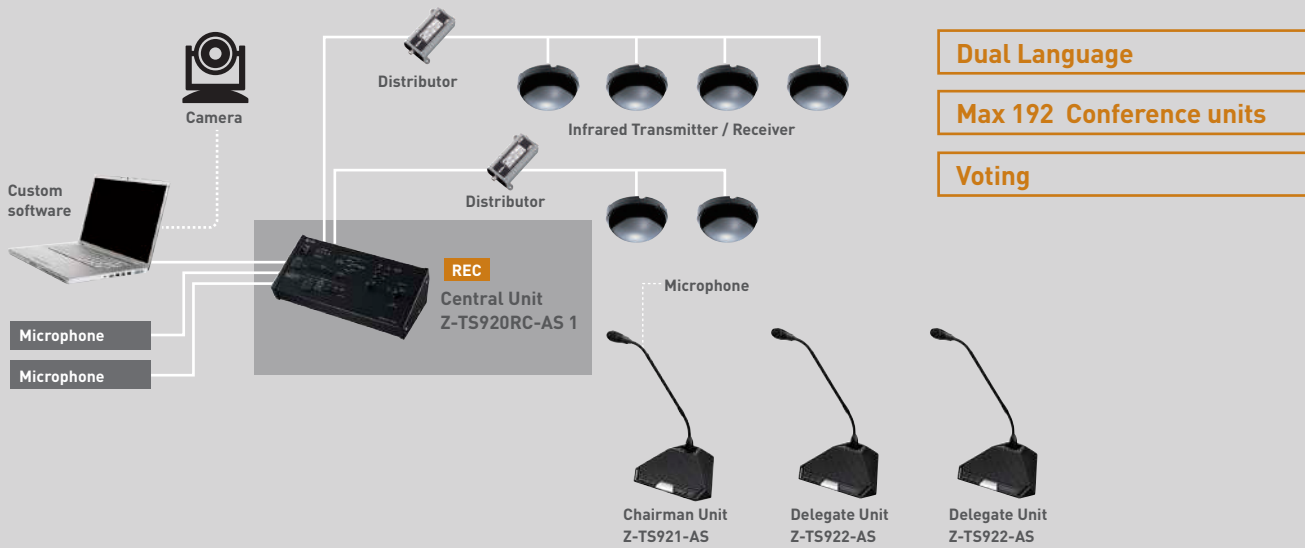 Distributor
Camera
Infrared Transmitter / Receiver
Dual Language
Max 192 Conference units
Voting
Custom
software
Distributor
REC
Central Unit
Z-TS920RC-AS 1
Microphone
Microphone
Microphone
Chairman Unit
Z-TS921-AS
Delegate Unit
Z-TS922-AS
Delegate Unit
Z-TS922-AS